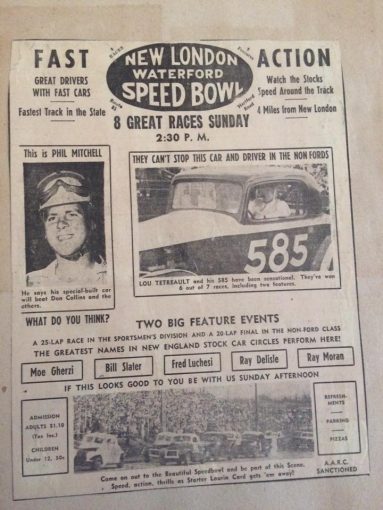 FAST
GREAT DRIVERS
WITH FAST CARS
Fastest Track in the State
NEW LONDON
WATERFORD
SPEED BOWL
ACTION
Watch the Stocks
Speed Around the Track
4 Miles from New London
8 GREAT RACES SUNDAY
2:30 P. M.
This is PHIL MITCHELL
He says his special-built car
will beat Don Collins and the
others.
WHAT DO YOU THINK?
THEY CAN'T STOP THIS CAR AND DRIVER IN THE NON FORDS
585
LOU TETREAULT and his 585 have been sensational. They've won
6 out of 7 races, including two features.
TWO BIG FEATURE EVENTS
A 25-LAP RACE IN THE SPORTSMEN'S DIVISION AND A 20-LAP FINAL IN THE NON-FORD CLASS
THE GREATEST NAMES IN NEW ENGLAND STOCK CAR CIRCLES PERFORM HERE!
Moe Gherzi
Bill Slater
Fred Luchesi
Ray Delisle
Ray Moran
IF THIS LOOKS GOOD TO YOU BE WITH US SUNDAY AFTERNOON
ADMISSION
ADULTS $1.10
(Tax Inc.)
CHILDREN
Under 12, 50c
REFRESH-
MENTS
PARKING
PIZZAS
A.A.R.C.
SANCTIONED
Come on out to the Beautiful Speedbowl and be part of this Scene.
Speed, action, thrills as Starter Laurin Card gets 'em away!